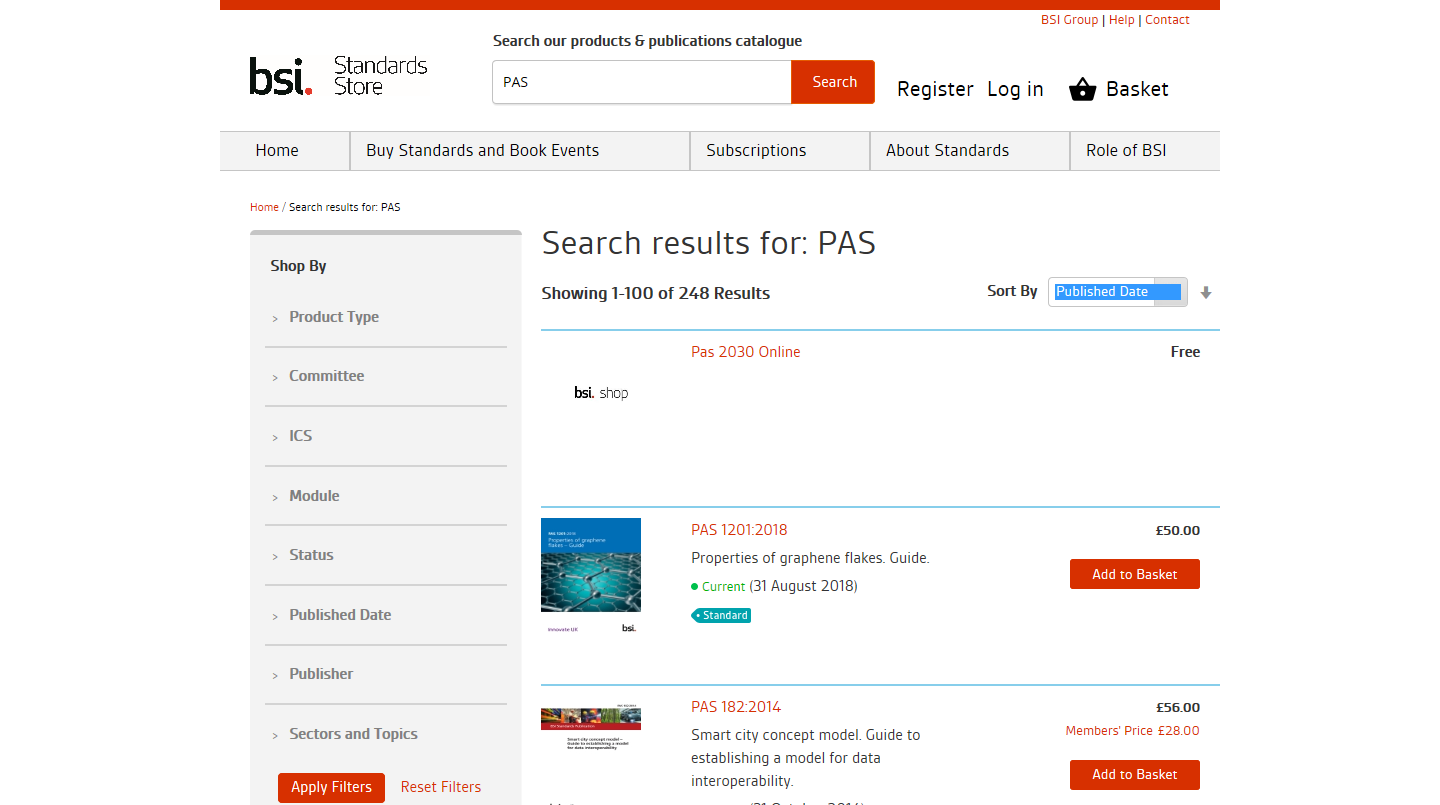 BSI Group | Help | Contact
Search our products & publications catalogue
bsi. Standards Store
PAS
Search
Register Log in Basket
Home
Buy Standards and Book Events
Subscriptions
About Standards
Role of BSI
Home / Search results for: PAS
Shop By
> Product Type
> Committee
> ICS
> Module
> Status
> Published Date
> Publisher
> Sectors and Topics
Apply Filters Reset Filters
Search results for: PAS
Showing 1-100 of 248 Results
Sort By Published Date
bsi. shop
Pas 2030 Online
Free
PAS 1201:2018
Properties of graphene
flakes – Guide
Innovate UK
bsi.
PAS 1201:2018
Properties of graphene flakes. Guide.
Current (31 August 2018)
Standard
£50.00
Add to Basket
PAS 182:2014
BSI Standards Publication
Smart city concept model –
Guide to establishing a model
for data interoperability
PAS 182:2014
Smart city concept model. Guide to
establishing a model for data
interoperability.
£56.00
Members' Price £28.00
Add to Basket